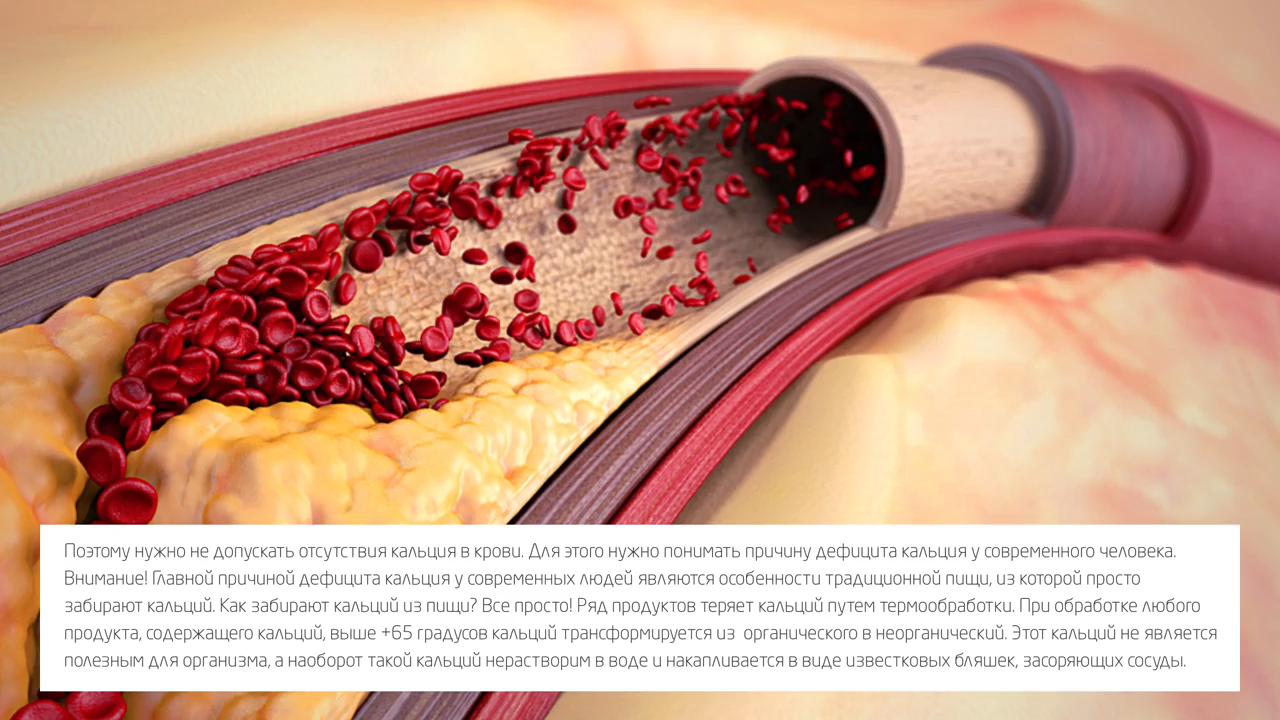 Поэтому нужно не допускать отсутствия кальция в крови. Для этого нужно понимать причину дефицита кальция у современного человека.
Внимание! Главной причиной дефицита кальция у современных людей являются особенности традиционной пищи, из которой просто
забирают кальций. Как забирают кальций из пищи? Все просто! Ряд продуктов теряет кальций путем термообработки. При обработке любого
продукта, содержащего кальций, выше +65 градусов кальций трансформируется из  органического в неорганический. Этот кальций не является
полезным для организма, а наоборот такой кальций нерастворим в воде и накапливается в виде известковых бляшек, засоряющих сосуды.